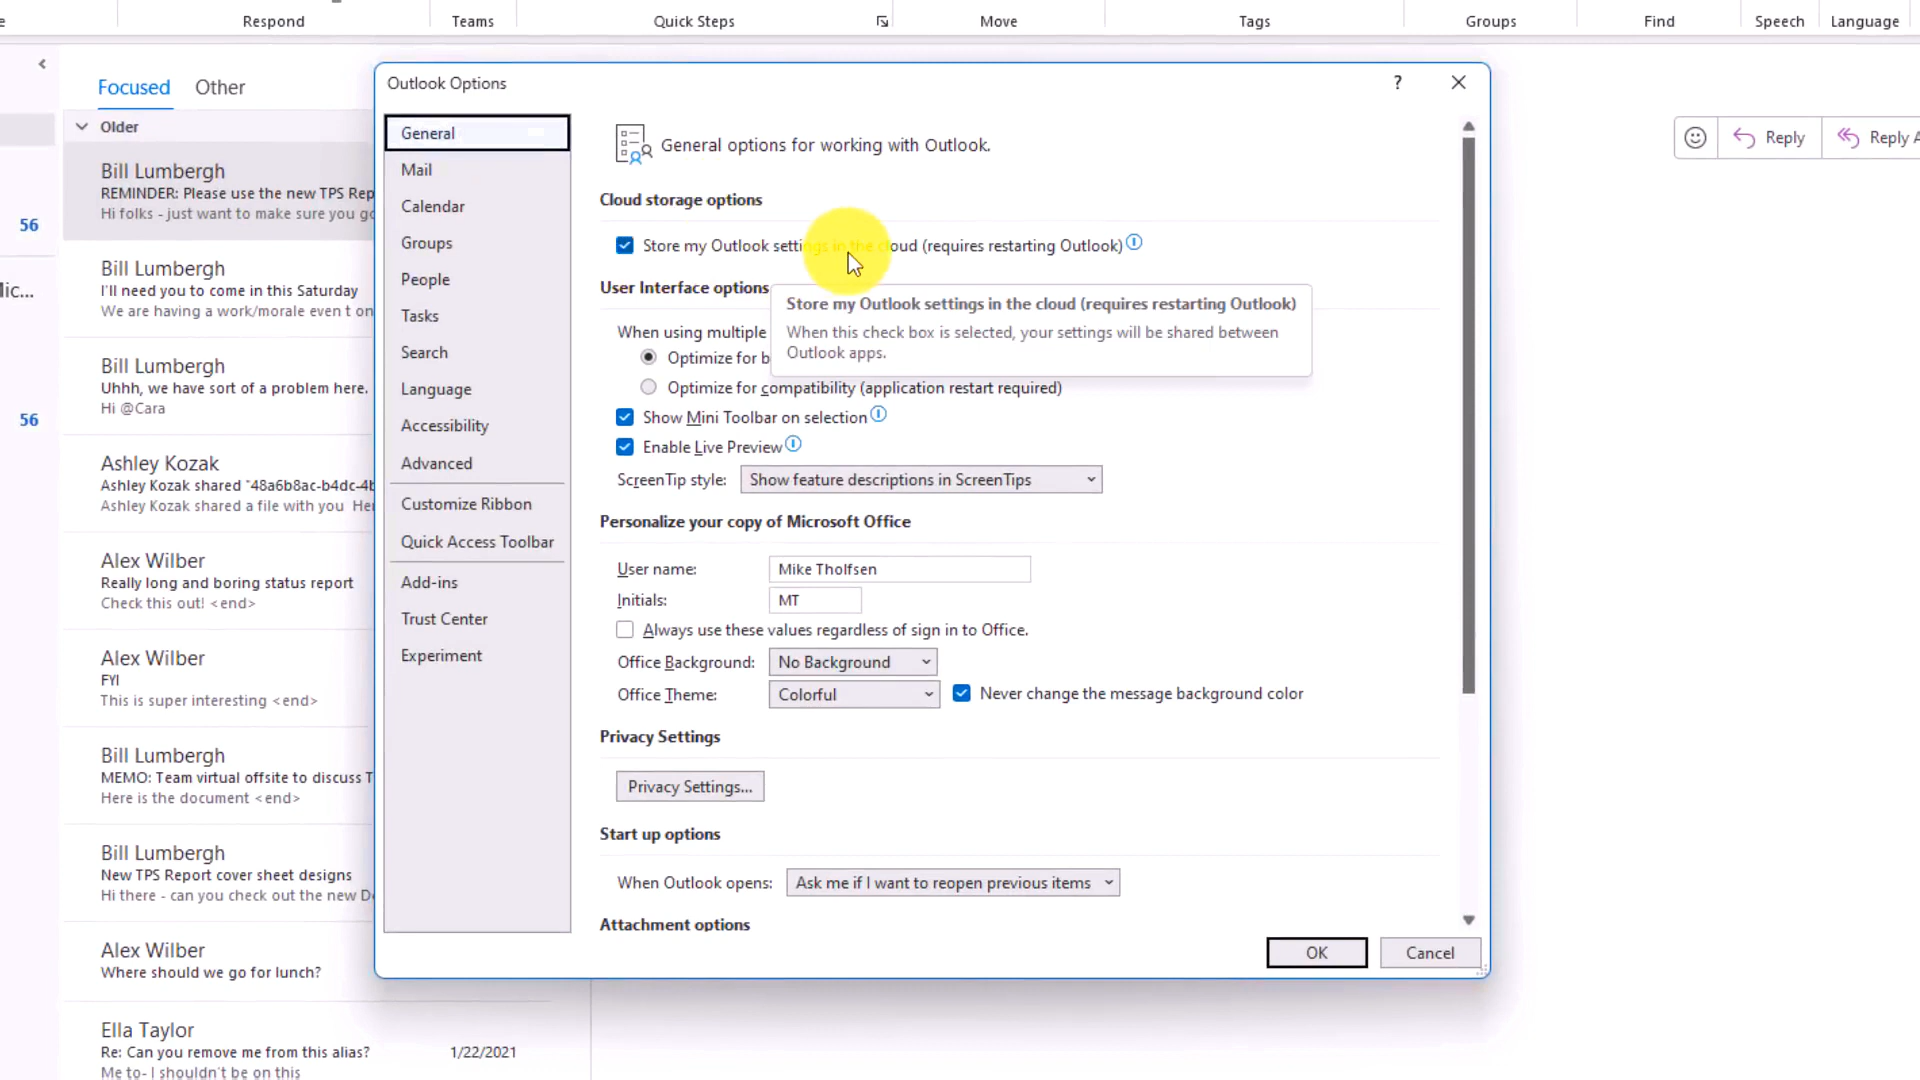 Respond
Teams
Quick Steps
Move
Tags
Groups
Find
Speech
Language
Focused
Other
Older
Bill Lumbergh
REMINDER: Please use the new TPS Rep
Hi folks - just want to make sure you go
56
Bill Lumbergh
I'll need you to come in this Saturday
We are having a work/morale even t on
Bill Lumbergh
Uhhh, we have sort of a problem here.
Hi @Cara
56
Ashley Kozak
Ashley Kozak shared "48a6b8ac-b4dc-4b
Ashley Kozak shared a file with you Her
Alex Wilber
Really long and boring status report
Check this out! <end>
Alex Wilber
FYI
This is super interesting <end>
Bill Lumbergh
MEMO: Team virtual offsite to discuss T
Here is the document <end>
Bill Lumbergh
New TPS Report cover sheet designs
Hi there - can you check out the new De
Alex Wilber
Where should we go for lunch?
Ella Taylor
Re: Can you remove me from this alias? 1/22/2021
Me to- I shouldn't be on this
Outlook Options
?
General
Mail
Calendar
Groups
People
Tasks
Search
Language
Accessibility
Advanced
Customize Ribbon
Quick Access Toolbar
Add-ins
Trust Center
Experiment
General options for working with Outlook.
Cloud storage options
Store my Outlook settings in the cloud (requires restarting Outlook)
User Interface options
Store my Outlook settings in the cloud (requires restarting Outlook)
When this check box is selected, your settings will be shared between
Outlook apps.
When using multiple
Optimize for b
Optimize for compatibility (application restart required)
Show Mini Toolbar on selection
Enable Live Preview
ScreenTip style: Show feature descriptions in ScreenTips
Personalize your copy of Microsoft Office
User name: Mike Tholfsen
Initials: MT
Always use these values regardless of sign in to Office.
Office Background: No Background
Office Theme: Colorful
Never change the message background color
Privacy Settings
Privacy Settings...
Start up options
When Outlook opens: Ask me if I want to reopen previous items
Attachment options
OK
Cancel
Reply
Reply A